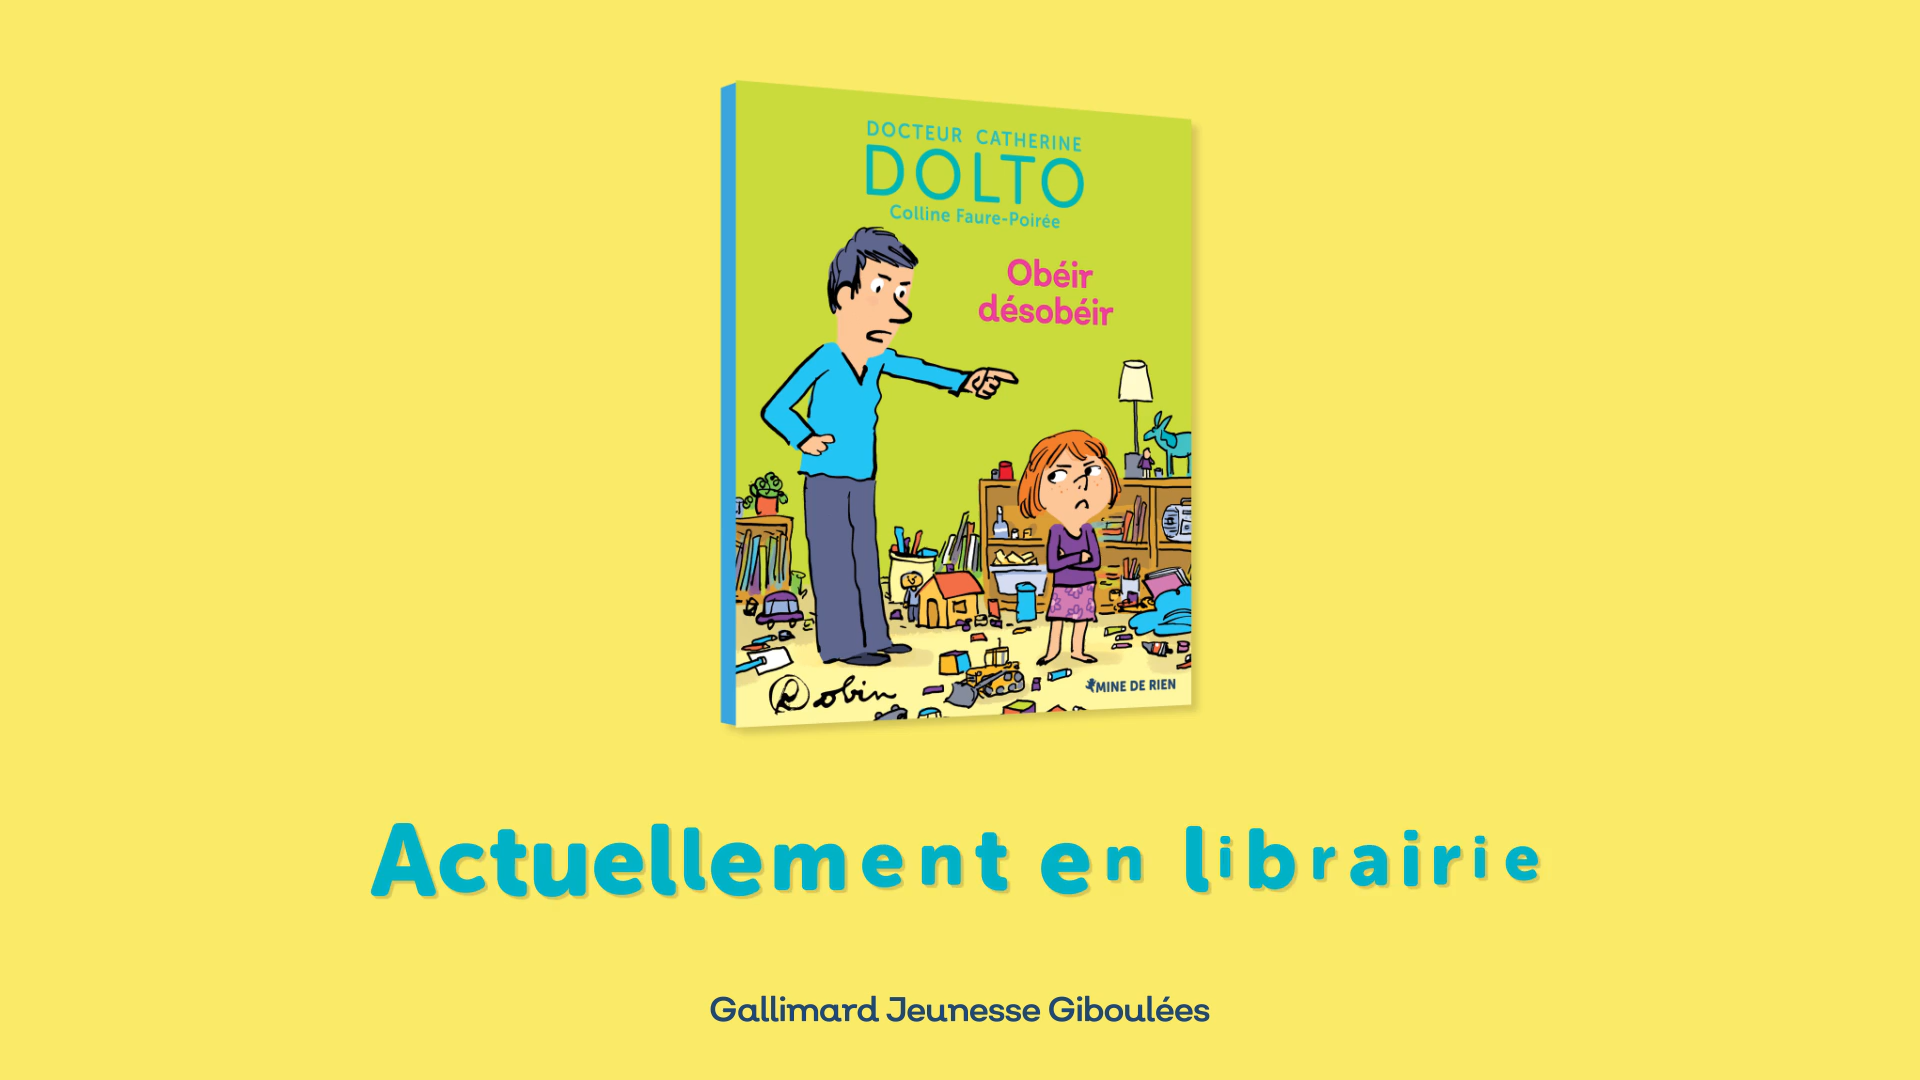 DOCTEUR CATHERINE
DOLTO
Colline Faure-Poirée
Obéir
désobéir
Robin
MINE DE RIEN
Actuellement en librairie
Gallimard Jeunesse Giboulées